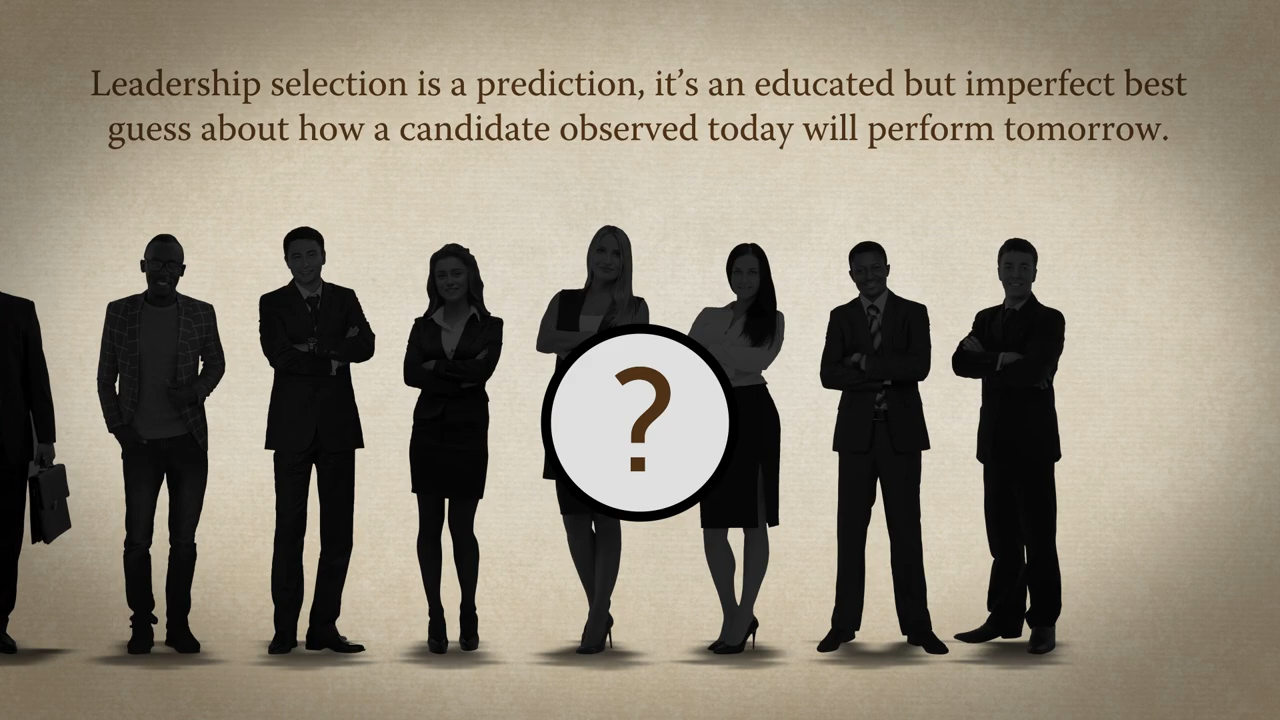 Leadership selection is a prediction, it’s an educated but imperfect best
guess about how a candidate observed today will perform tomorrow.
?